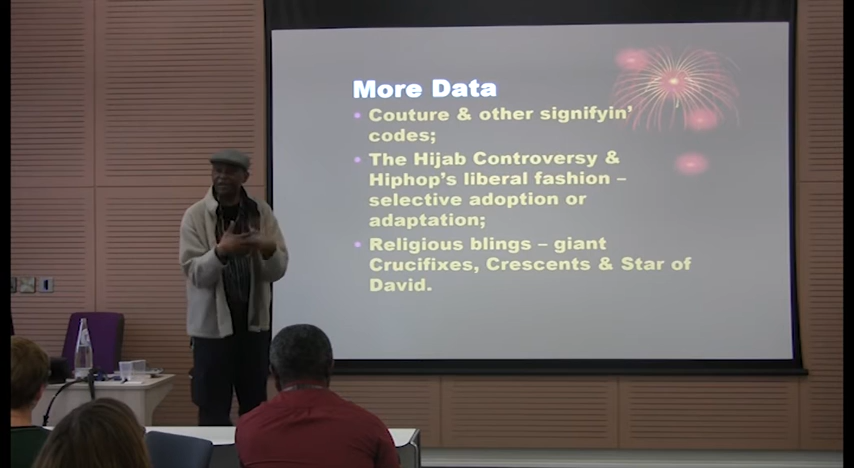 More Data
• Couture & other signifyin'
codes;
• The Hijab Controversy &
Hiphop's liberal fashion –
selective adoption or
adaptation;
• Religious blings – giant
Crucifixes, Crescents & Star of
David.